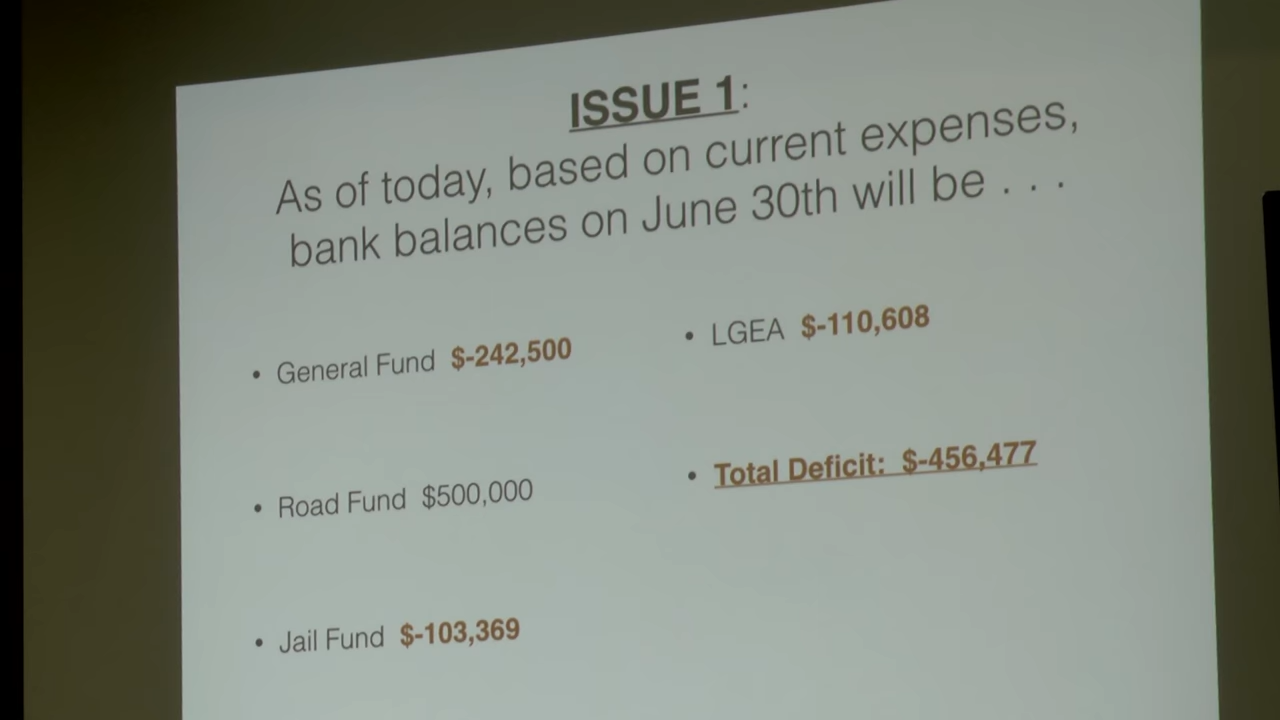 ISSUE 1:
As of today, based on current expenses,
bank balances on June 30th will be . . .
• General Fund $-242,500
• Road Fund $500,000
• Jail Fund $-103,369
• LGEA $-110,608
• Total Deficit: $-456,477